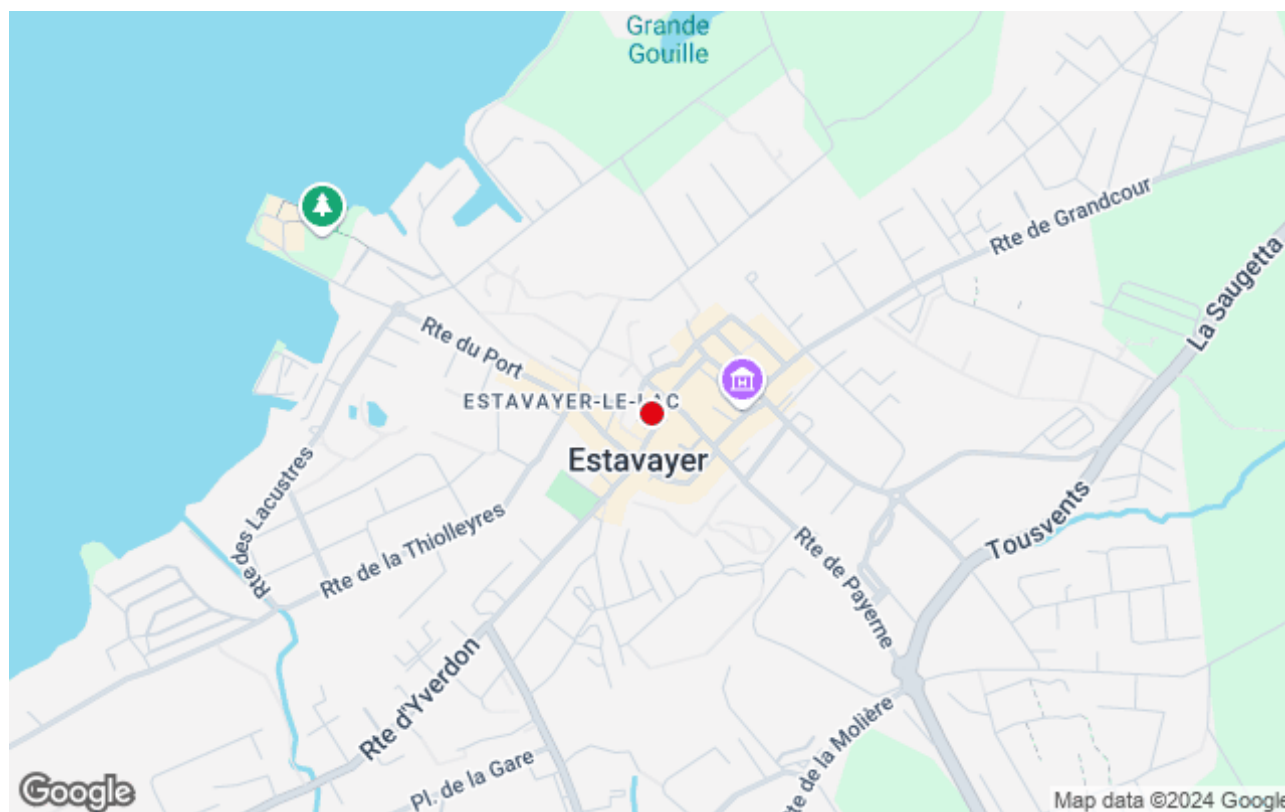 Grande
Gouille
Rte de Grandcour
La Saugetta
Rte du Port
ESTAVAYER-LE-LAC
Estavayer
Rte des Lacustres
Rte de la Thiolleyres
Tousvents
Rte de Payerne
Rte d'Yverdon
Rte de la Molière
Pl. de la Gare
Google
Map data ©2024 Google